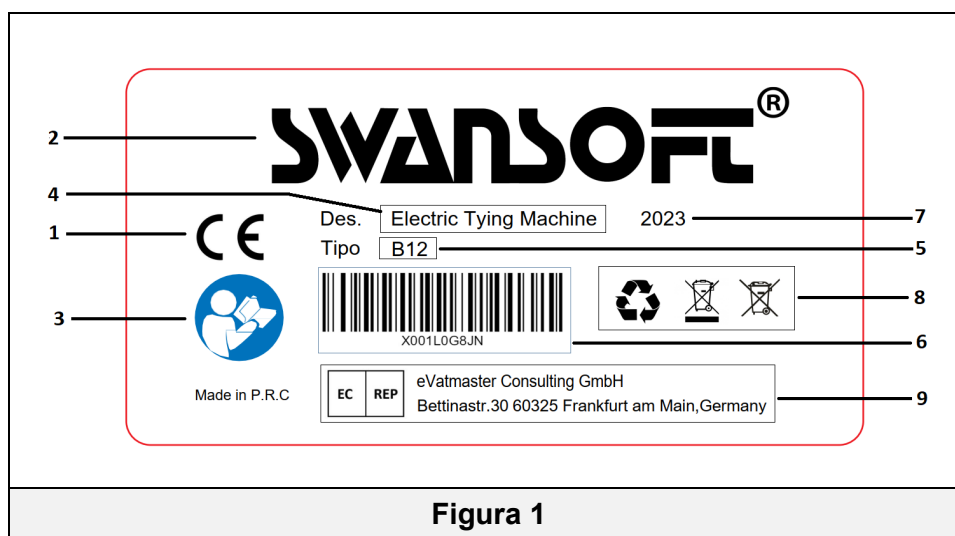 SWANSOFT®
2
4
Des. Electric Tying Machine 2023
7
1
CE
Tipo B12
5
8
3
X001L0G8JN
6
Made in P.R.C
EC REP
eVatmaster Consulting GmbH
Bettinastr.30 60325 Frankfurt am Main,Germany
9
Figura 1